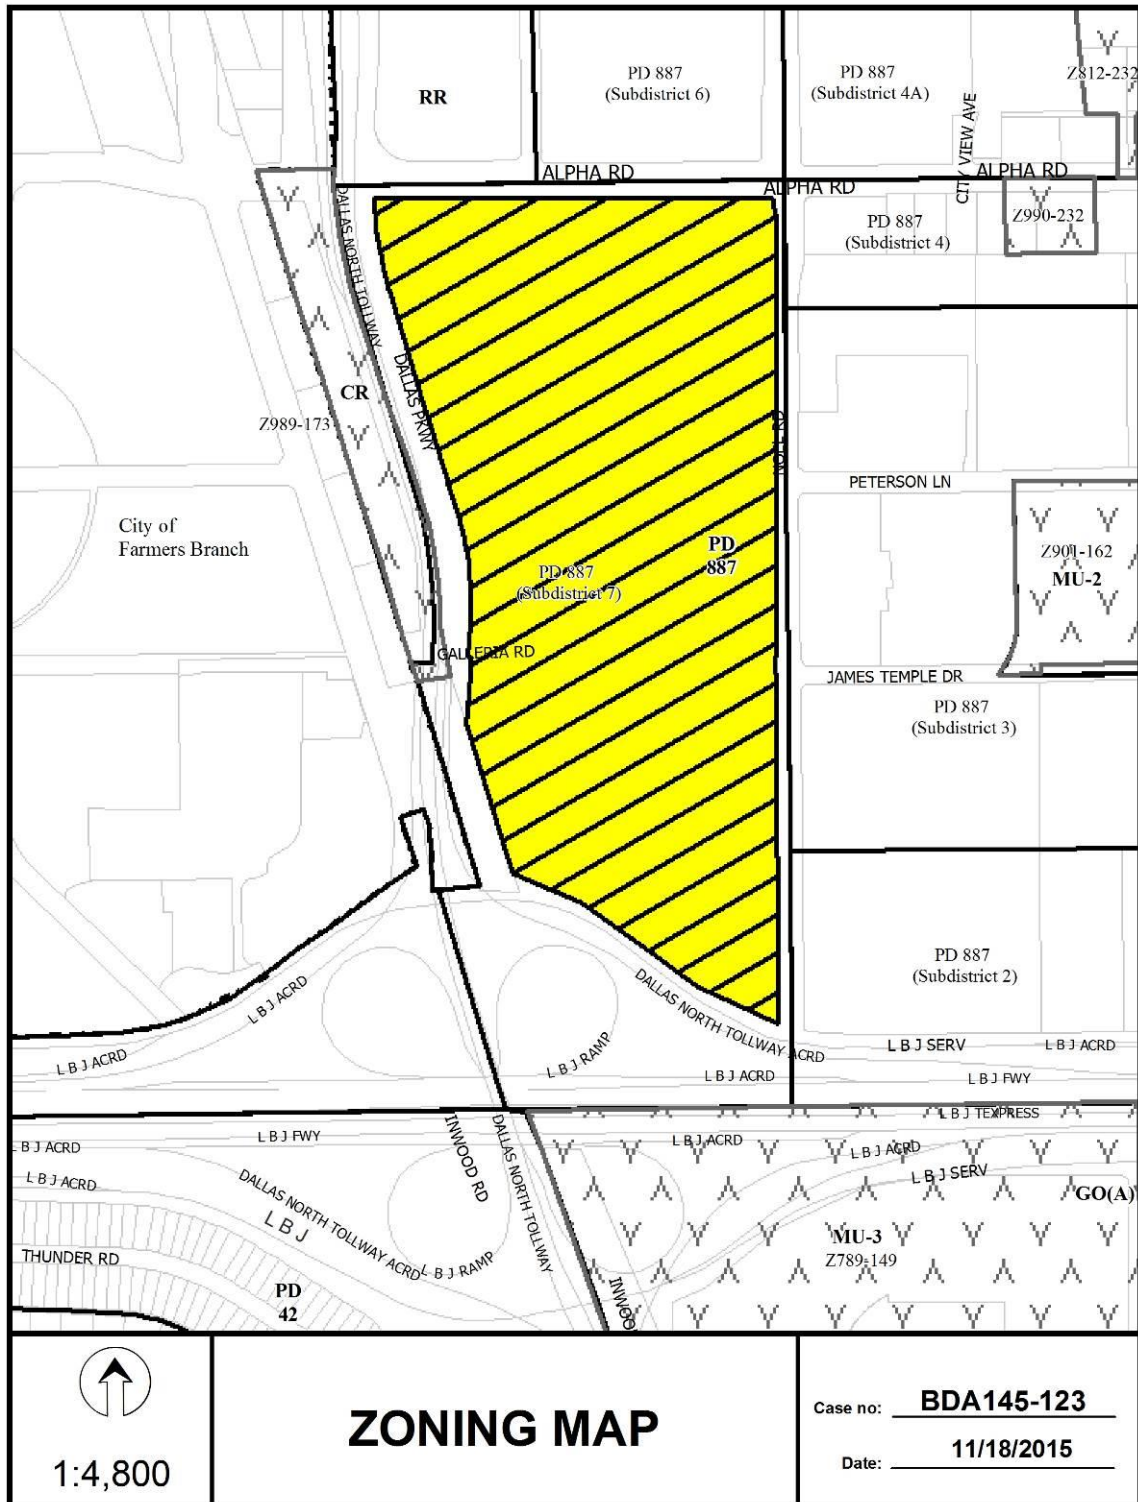 PD 887
(Subdistrict 6)
PD 887
(Subdistrict 4A)
Z812-232
RR
CITY VIEW AVE
ALPHA RD
ALPHA RD
ALPHA RD
DALLAS NORTH TOLLWAY
PD 887
(Subdistrict 4)
Z990-232
CR
Z989-173
DALLAS PKWY
NOEL RD
PETERSON LN
City of
Farmers Branch
PD
887
PD 887
(Subdistrict 7)
Z901-162
MU-2
GALLERIA RD
JAMES TEMPLE DR
PD 887
(Subdistrict 3)
PD 887
(Subdistrict 2)
L B J ACRD
DALLAS NORTH TOLLWAY ACRD
L B J ACRD
L B J RAMP
L B J SERV
L B J ACRD
L B J ACRD
L B J FWY
L B J TEXPRESS
L B J ACRD
L B J FWY
INWOOD RD
DALLAS NORTH TOLLWAY
L B J ACRD
L B J ACRD
L B J SERV
L B J ACRD
DALLAS NORTH TOLLWAY ACRD
L B J
L B J RAMP
GO(A)
MU-3
Z789-149
THUNDER RD
PD
42
INWOO
1:4,800
ZONING MAP
Case no: BDA145-123
Date: 11/18/2015